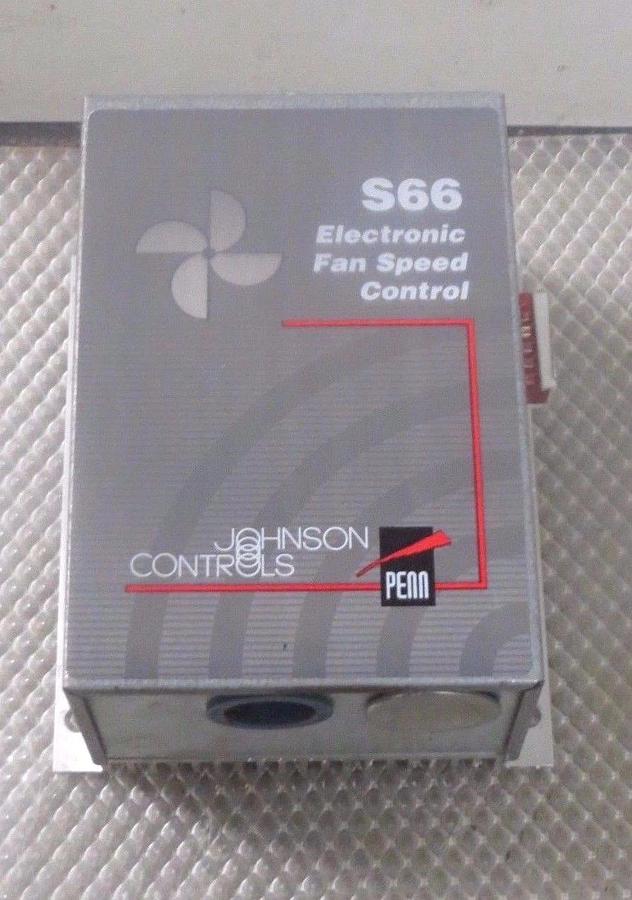 S66
Electronic
Fan Speed
Control
JOHNSON
CONTROLS
PENN